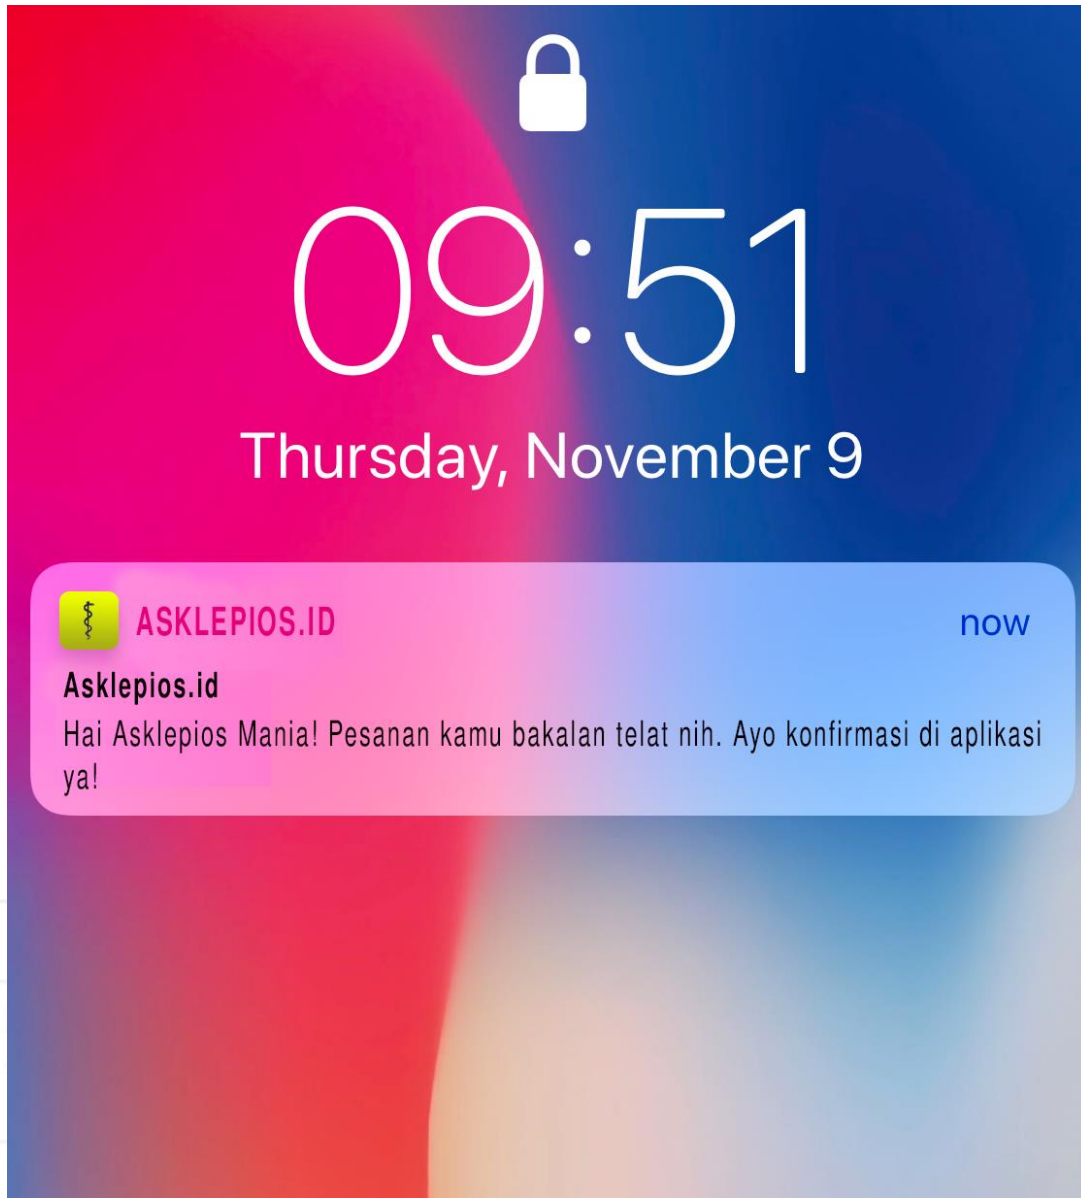 09:51
Thursday, November 9
ASKLEPIOS.ID
now
Asklepios.id
Hai Asklepios Mania! Pesanan kamu bakalan telat nih. Ayo konfirmasi di aplikasi
ya!